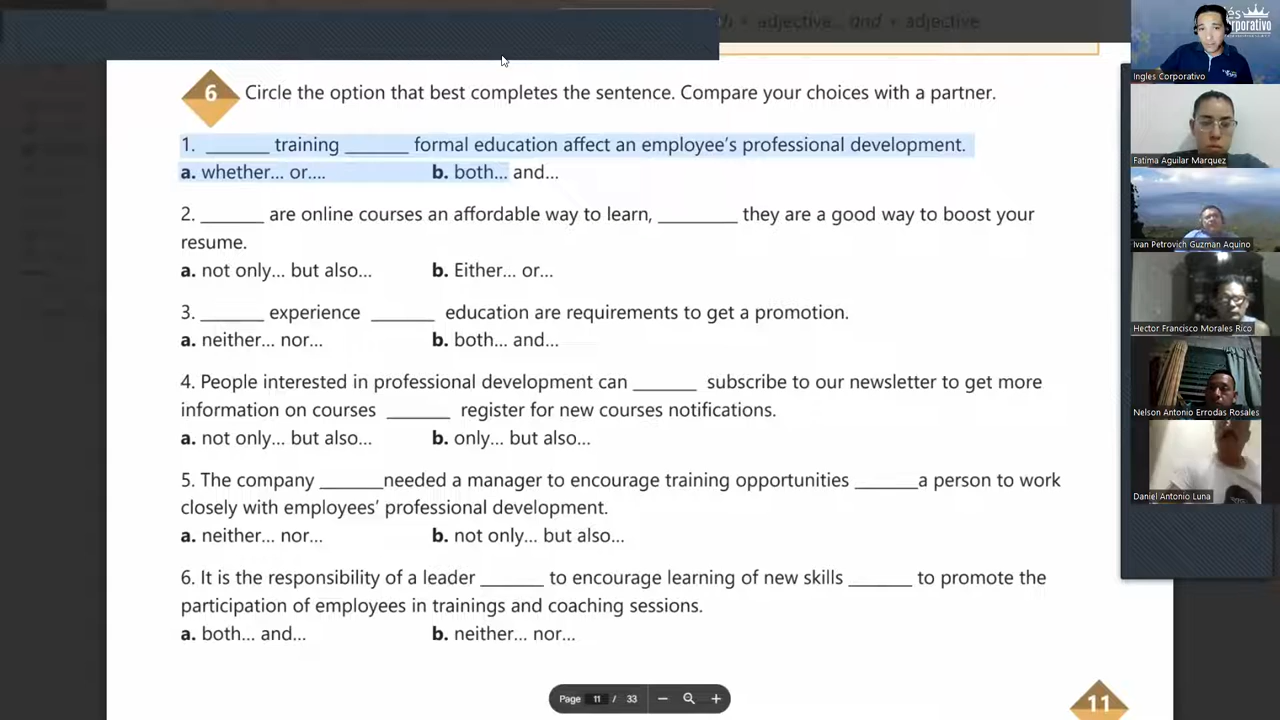 + adjective... and + adjective
6 Circle the option that best completes the sentence. Compare your choices with a partner.
1. _______ training _______ formal education affect an employee's professional development.
a. whether... or.... b. both... and...
2. _______ are online courses an affordable way to learn, _________ they are a good way to boost your
resume.
a. not only... but also... b. Either... or...
3. _______ experience _______ education are requirements to get a promotion.
a. neither... nor... b. both... and...
4. People interested in professional development can _______ subscribe to our newsletter to get more
information on courses _______ register for new courses notifications.
a. not only... but also... b. only... but also...
5. The company _______needed a manager to encourage training opportunities _______a person to work
closely with employees' professional development.
a. neither... nor... b. not only... but also...
6. It is the responsibility of a leader _______ to encourage learning of new skills _______ to promote the
participation of employees in trainings and coaching sessions.
a. both... and... b. neither... nor...
Page 11 / 33
11
Ingles Corporativo
Fatima Aguilar Marquez
Ivan Petrovich Guzman Aquino
Hector Francisco Morales Rico
Nelson Antonio Errodas Rosales
Daniel Antonio Luna